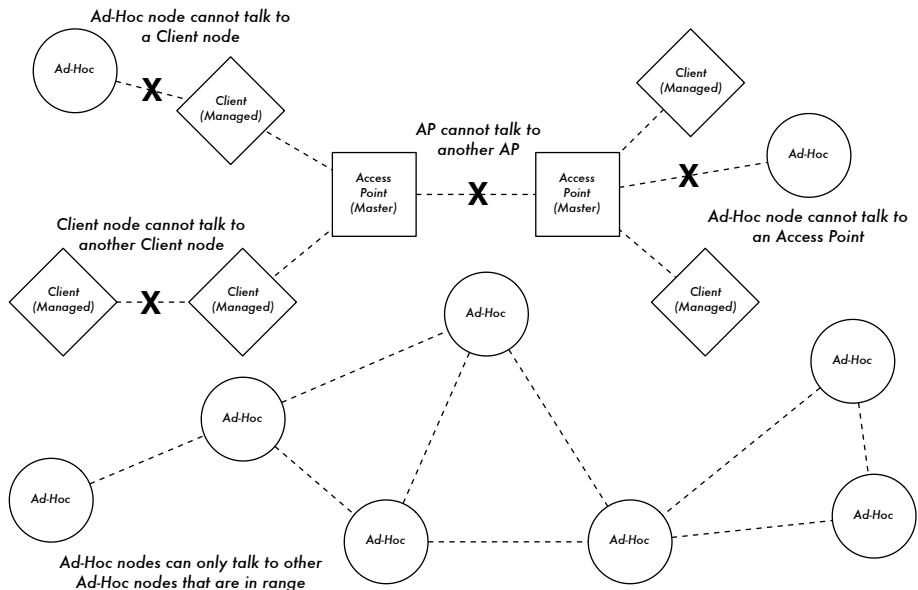 Ad-Hoc node cannot talk to
a Client node
Ad-Hoc
X
Client
(Managed)
Client
(Managed)
AP cannot talk to
another AP
Access
Point
(Master)
X
Access
Point
(Master)
X
Ad-Hoc
Ad-Hoc node cannot talk to
an Access Point
Client node cannot talk to
another Client node
Client
(Managed)
X
Client
(Managed)
Client
(Managed)
Ad-Hoc
Ad-Hoc
Ad-Hoc
Ad-Hoc
Ad-Hoc
Ad-Hoc
Ad-Hoc
Ad-Hoc nodes can only talk to other
Ad-Hoc nodes that are in range